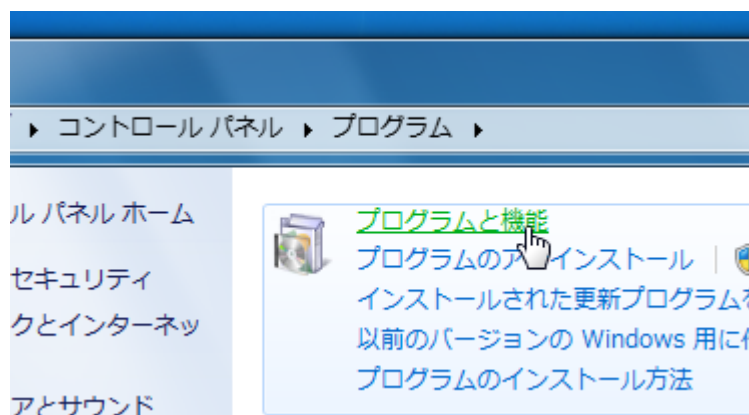 コントロール パネル ▸ プログラム ▸
ル パネル ホーム
セキュリティ
クとインターネッ
アとサウンド
プログラムと機能
プログラムのアンインストール
インストールされた更新プログラムを
以前のバージョンの Windows 用に
プログラムのインストール方法